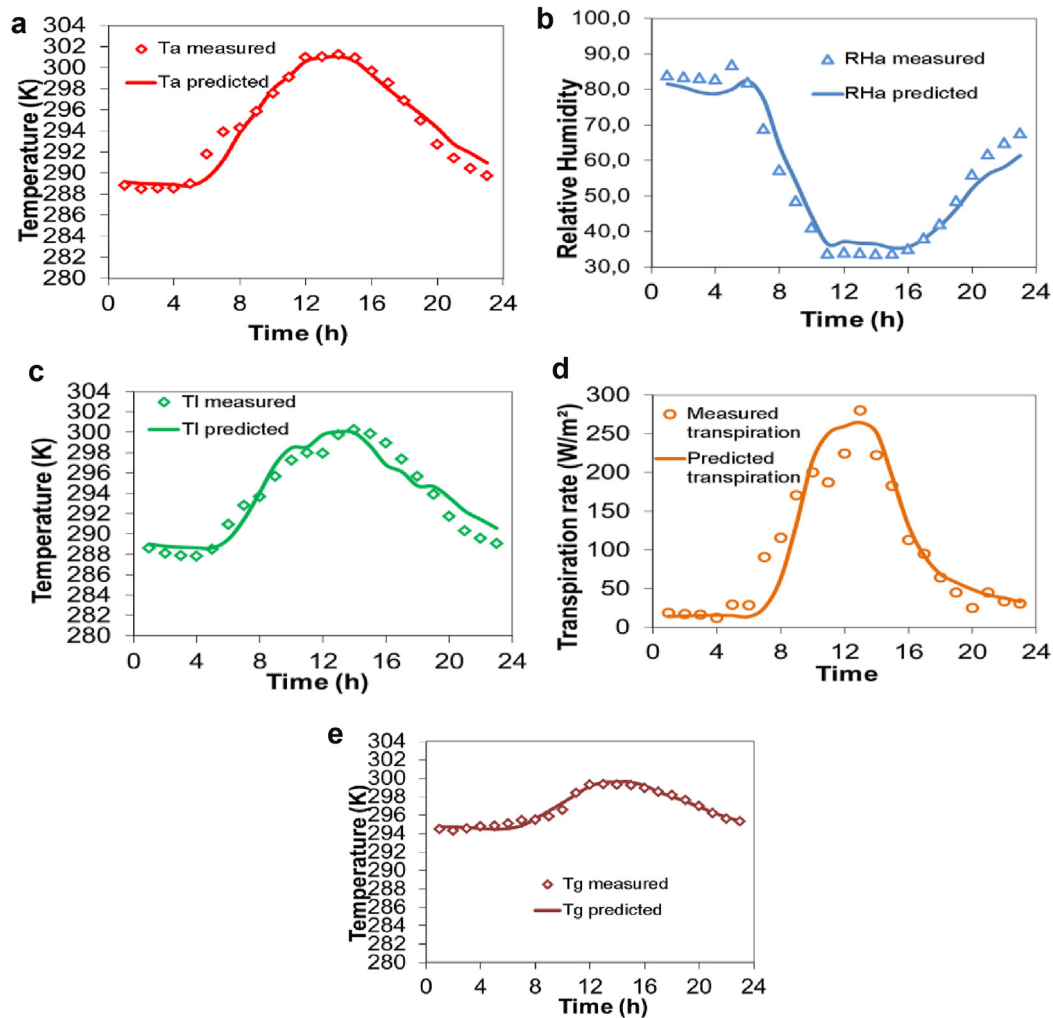 a
304
302
300
298
296
294
292
290
288
286
284
282
280
Temperature (K)
Ta measured
Ta predicted
0 4 8 12 16 20 24
Time (h)
b
100,0
90,0
80,0
70,0
60,0
50,0
40,0
30,0
Relative Humidity
RHa measured
RHa predicted
0 4 8 12 16 20 24
Time (h)
c
304
302
300
298
296
294
292
290
288
286
284
282
280
Temperature (K)
Tl measured
Tl predicted
0 4 8 12 16 20 24
Time (h)
d
300
250
200
150
100
50
0
Transpiration rate (W/m²)
Measured
transpiration
Predicted
transpiration
0 4 8 12 16 20 24
Time
e
304
302
300
298
296
294
292
290
288
286
284
282
280
Temperature (K)
Tg measured
Tg predicted
0 4 8 12 16 20 24
Time (h)